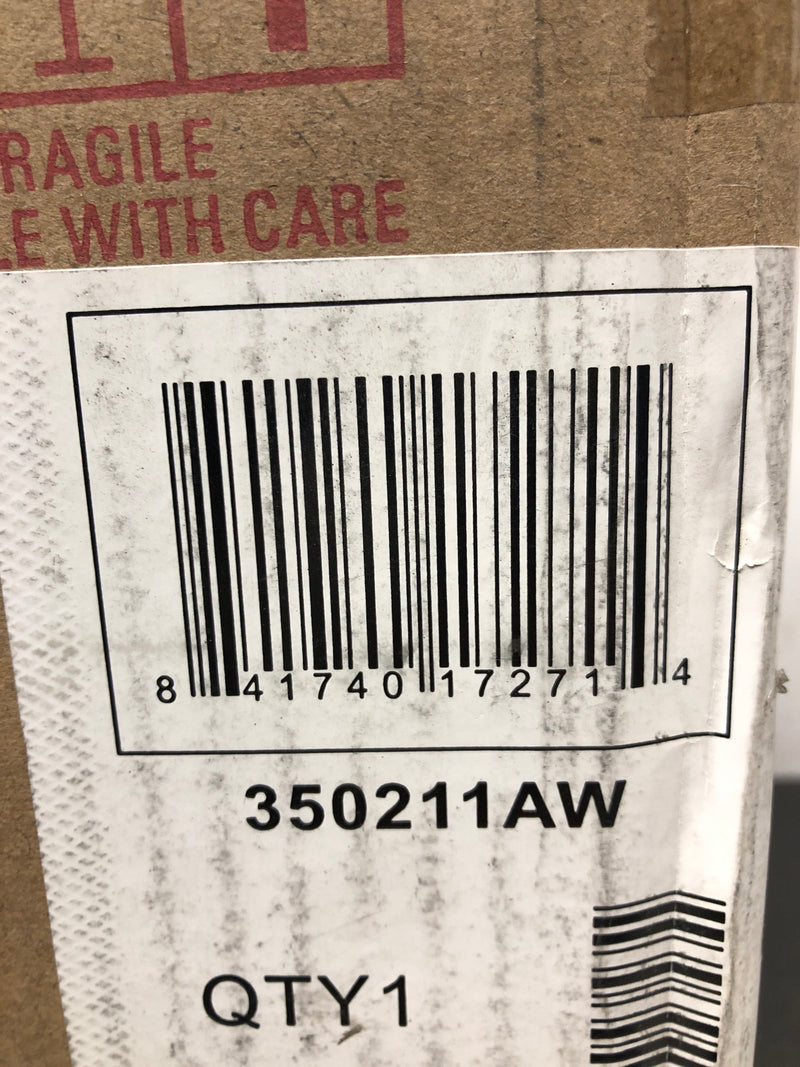 RAGILE
LE WITH CARE
8 41740 17271 4
350211AW
QTY1